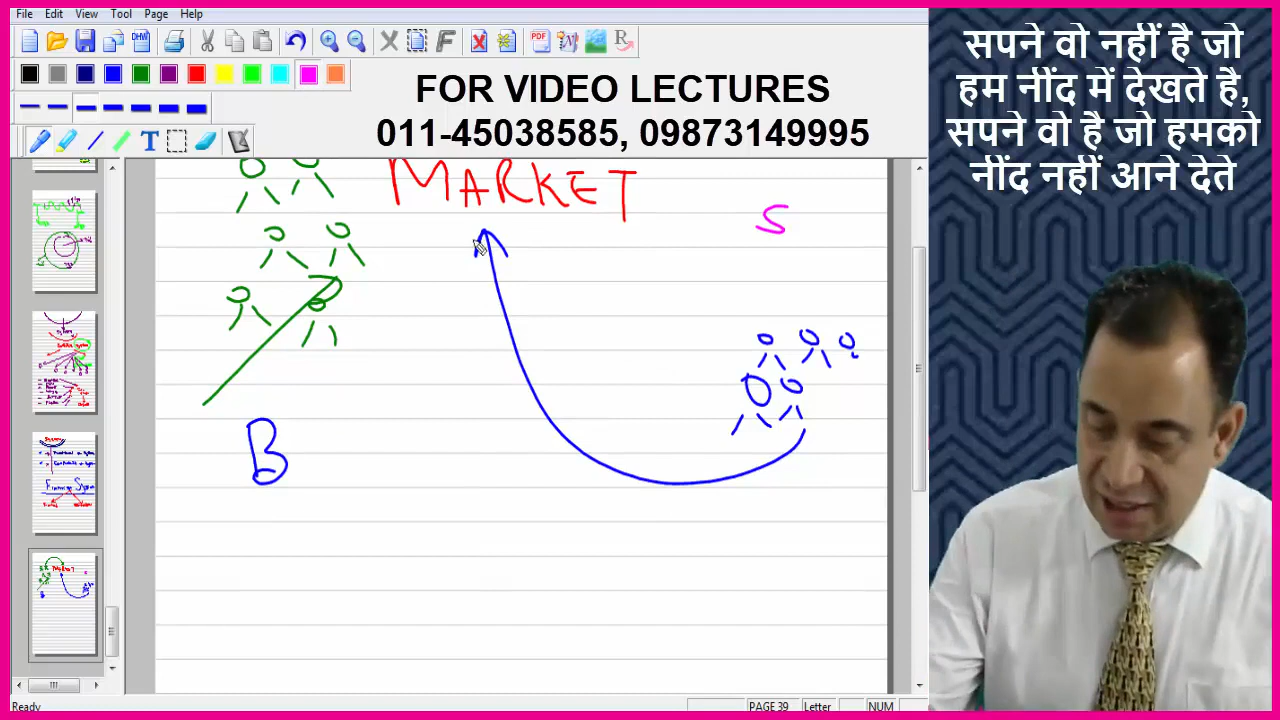 File Edit View Tool Page Help
FOR VIDEO LECTURES
011-45038585, 09873149995
सपने वो नहीं है जो
हम नींद में देखते है,
सपने वो है जो हमको
नींद नहीं आने देते
MARKET
S
B
Ready PAGE 39 Letter NUM